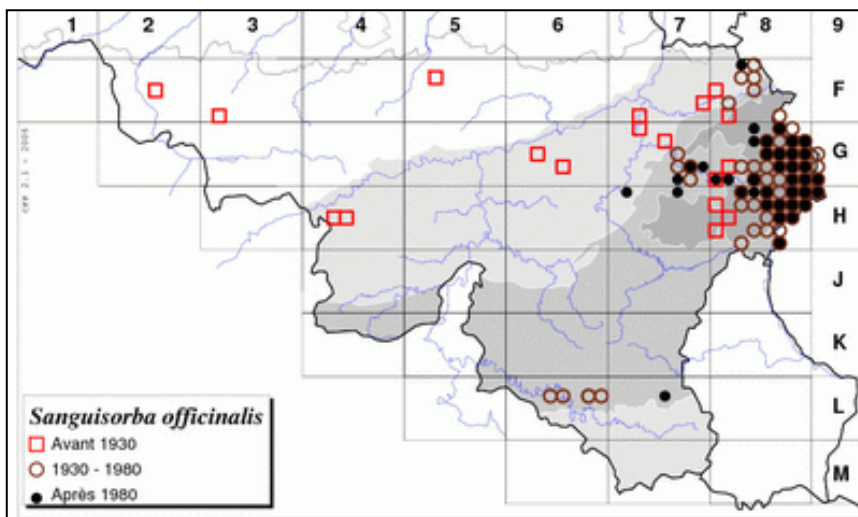 1 2 3 4 5 6 7 8 9
F
G
H
J
K
L
M
Sanguisorba officinalis
Avant 1930
1930 - 1980
Après 1980